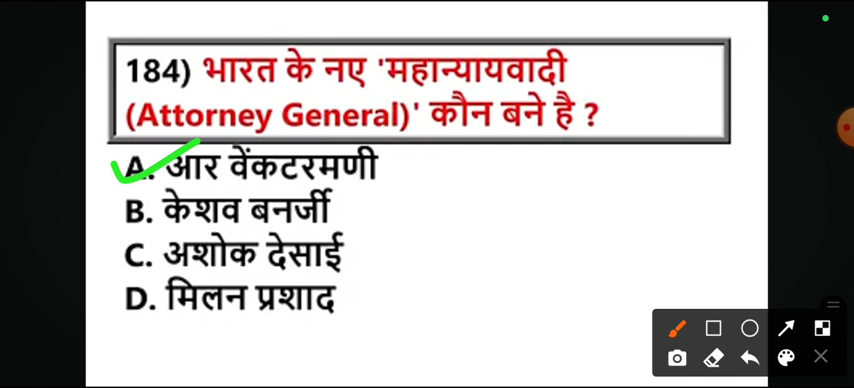 184) भारत के नए 'महान्यायवादी
(Attorney General)' कौन बने है ?
A. आर वेंकटरमणी
B. केशव बनर्जी
C. अशोक देसाई
D. मिलन प्रशाद